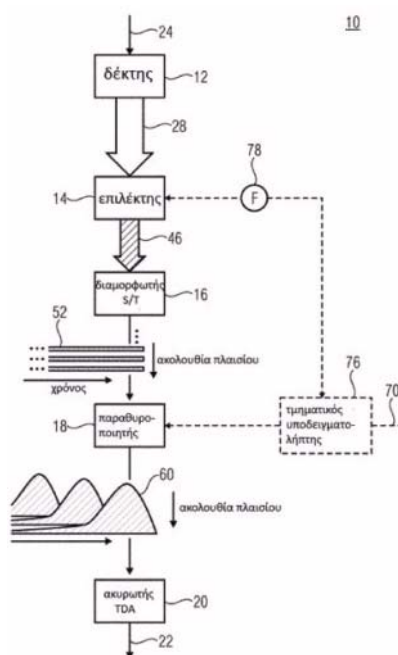 24
10
δέκτης
12
28
78
14
επιλέκτης
F
46
διαμορφωτής
S/T
16
52
ακολουθία πλαισίου
χρόνος
76
70
18
παραθυρο-
ποιητής
τμηματικός
υποδειγματο-
λήπτης
60
ακολουθία πλαισίου
ακυρωτής
TDA
20
22